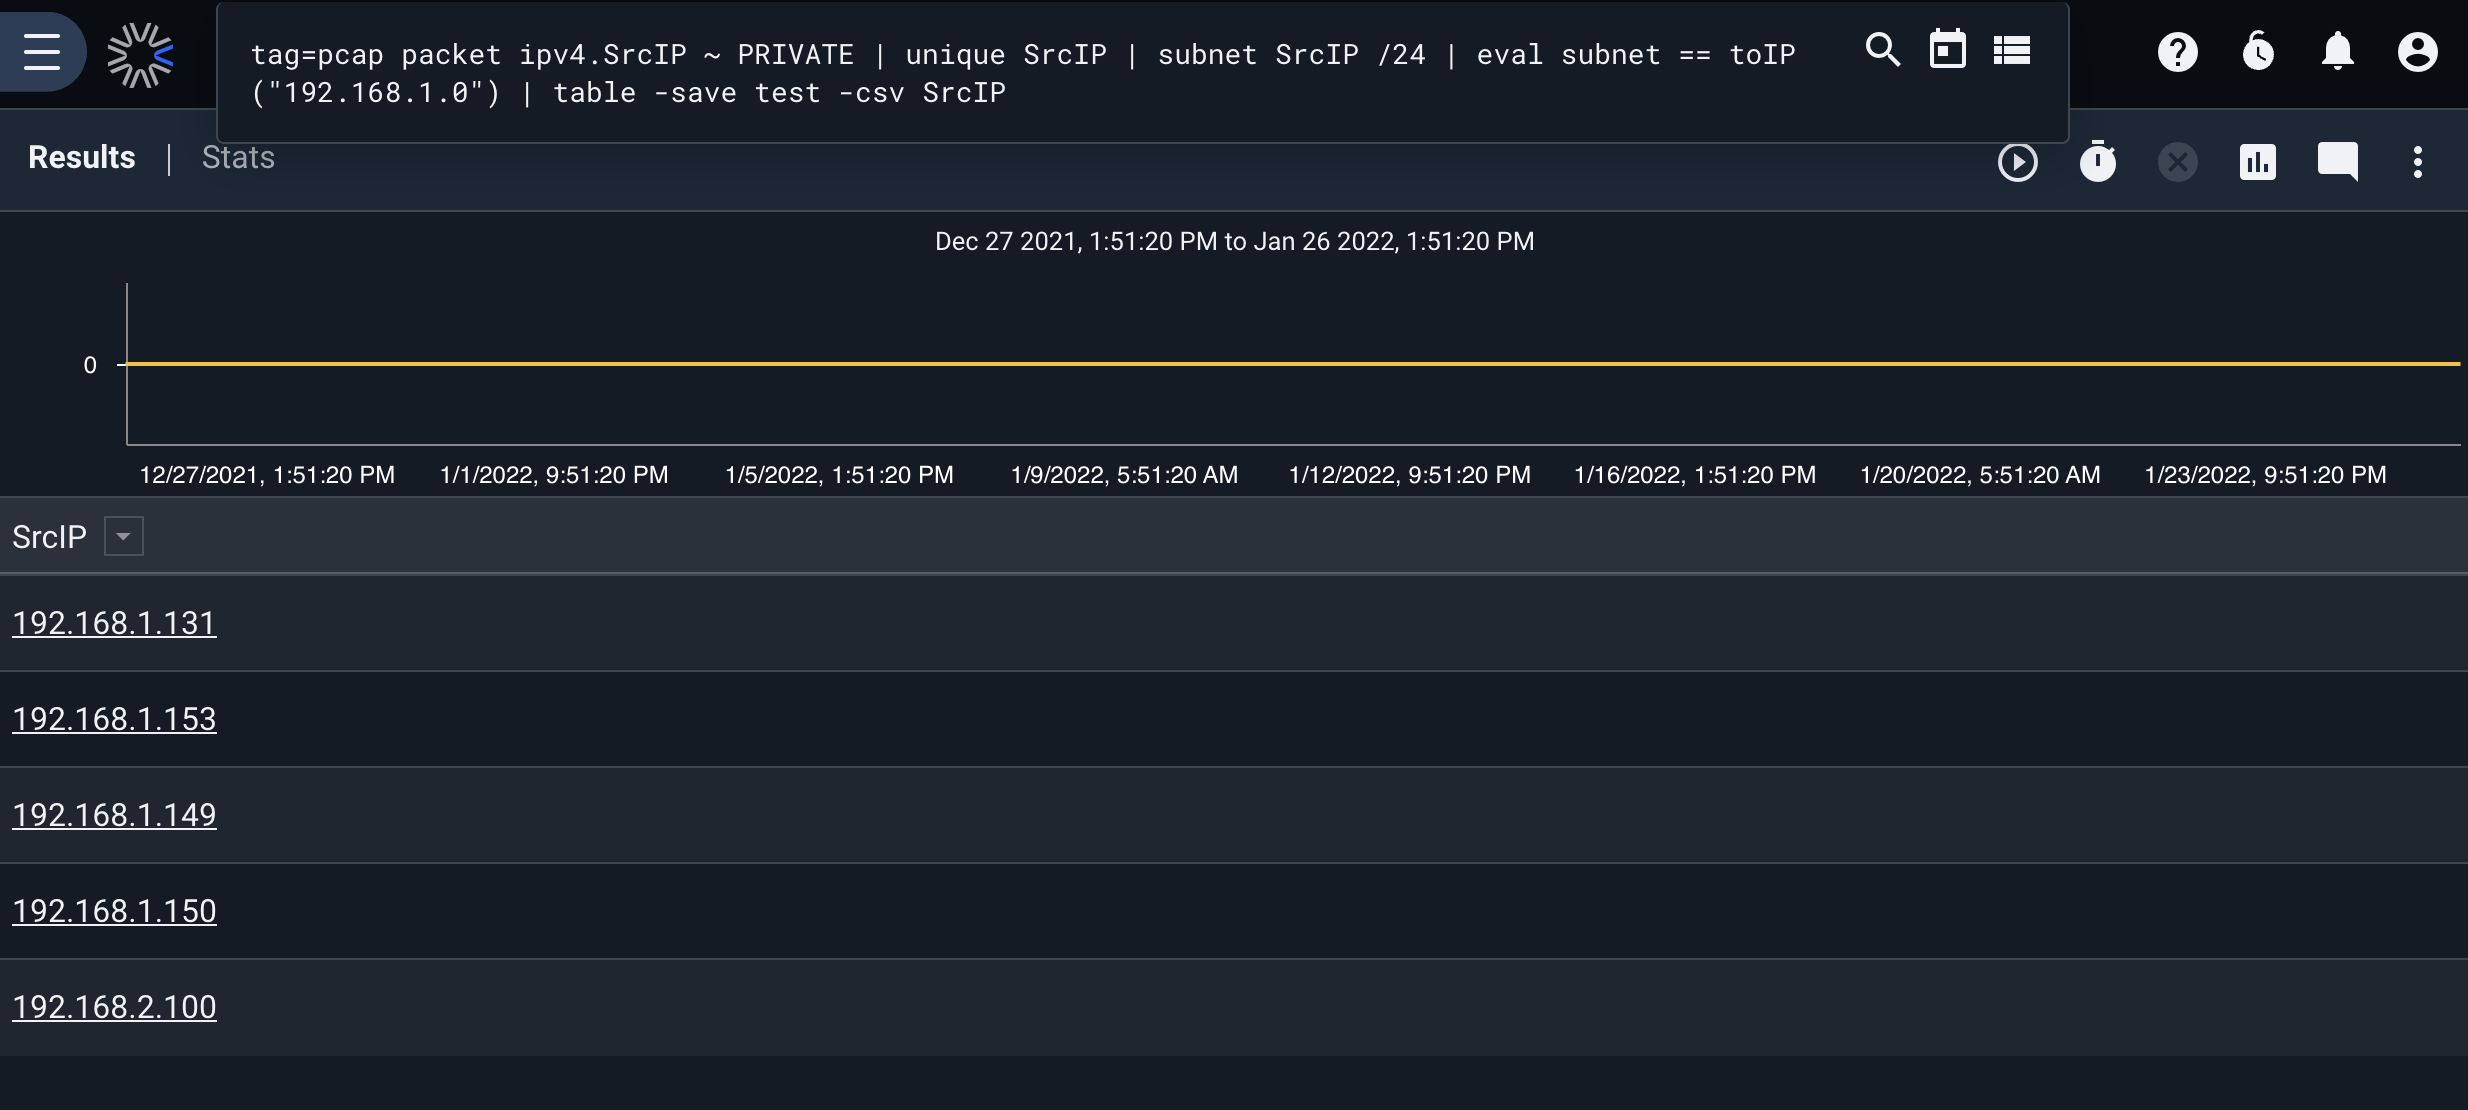 tag=pcap packet ipv4.SrcIP ~ PRIVATE | unique SrcIP | subnet SrcIP /24 | eval subnet == toIP
("192.168.1.0") | table -save test -csv SrcIP
Results | Stats
Dec 27 2021, 1:51:20 PM to Jan 26 2022, 1:51:20 PM
0
12/27/2021, 1:51:20 PM 1/1/2022, 9:51:20 PM 1/5/2022, 1:51:20 PM 1/9/2022, 5:51:20 AM 1/12/2022, 9:51:20 PM 1/16/2022, 1:51:20 PM 1/20/2022, 5:51:20 AM 1/23/2022, 9:51:20 PM
SrcIP
192.168.1.131
192.168.1.153
192.168.1.149
192.168.1.150
192.168.2.100